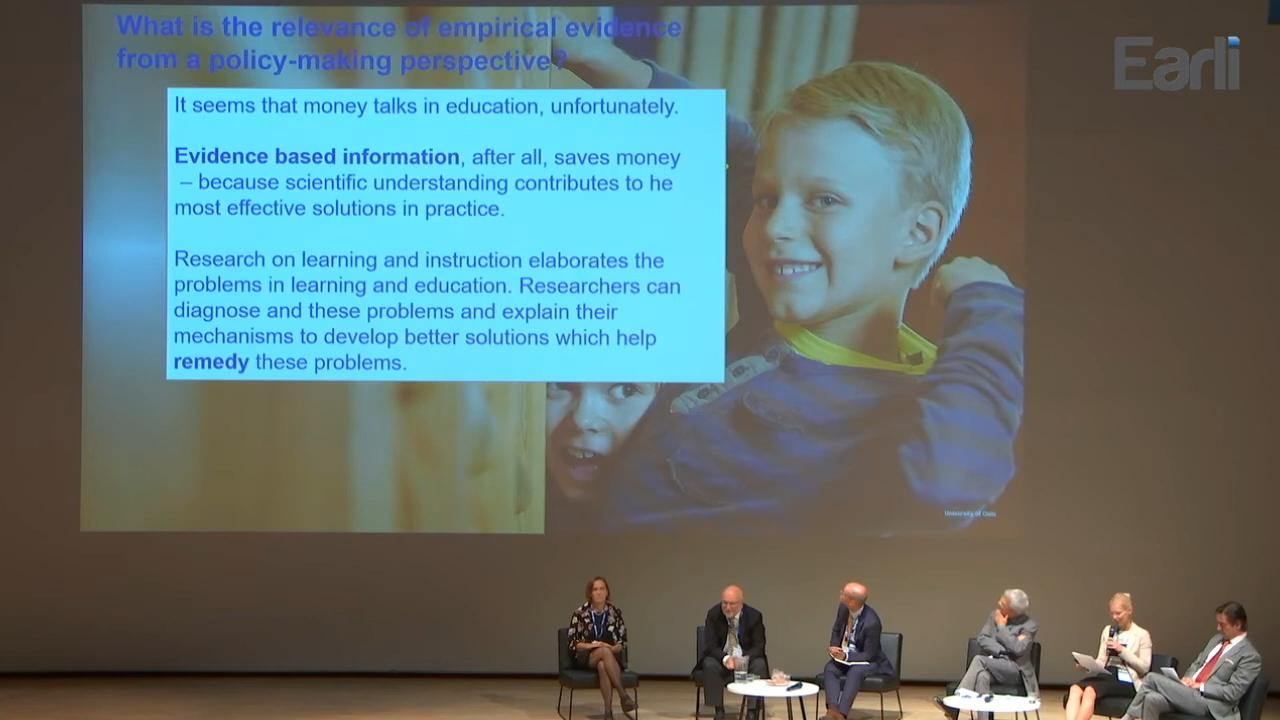 What is the relevance of empirical evidence
from a policy-making perspective?
Earli
It seems that money talks in education, unfortunately.
Evidence based information, after all, saves money
– because scientific understanding contributes to he
most effective solutions in practice.
Research on learning and instruction elaborates the
problems in learning and education. Researchers can
diagnose and these problems and explain their
mechanisms to develop better solutions which help
remedy these problems.
University of Oulu